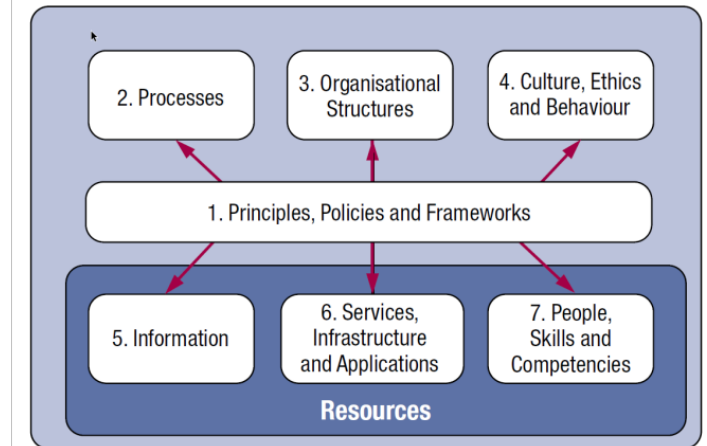 2. Processes
3. Organisational
Structures
4. Culture, Ethics
and Behaviour
1. Principles, Policies and Frameworks
5. Information
6. Services,
Infrastructure
and Applications
7. People,
Skills and
Competencies
Resources